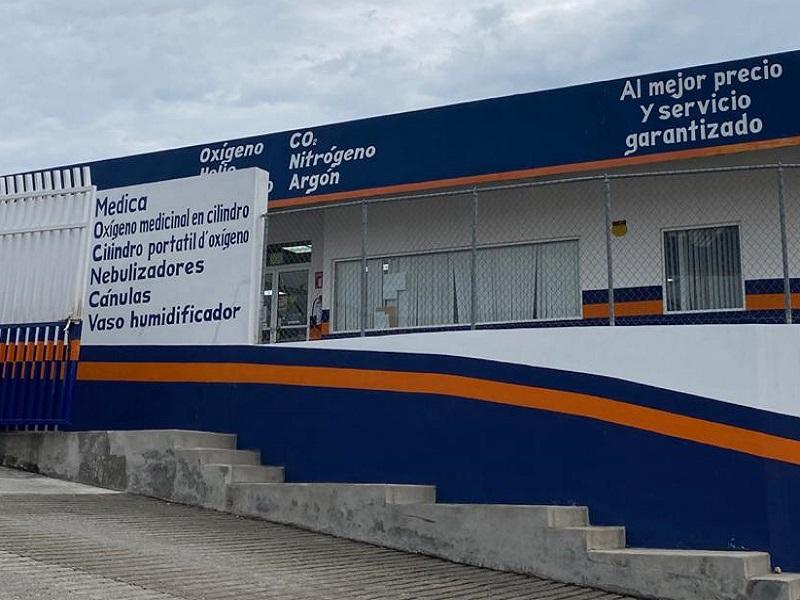 Oxígeno
Helio
CO₂
Nitrógeno
Argón
Al mejor precio
y servicio
garantizado
Medica
Oxígeno medicinal en cilindro
Cilindro portatil d'oxígeno
Nebulizadores
Cánulas
Vaso humidificador